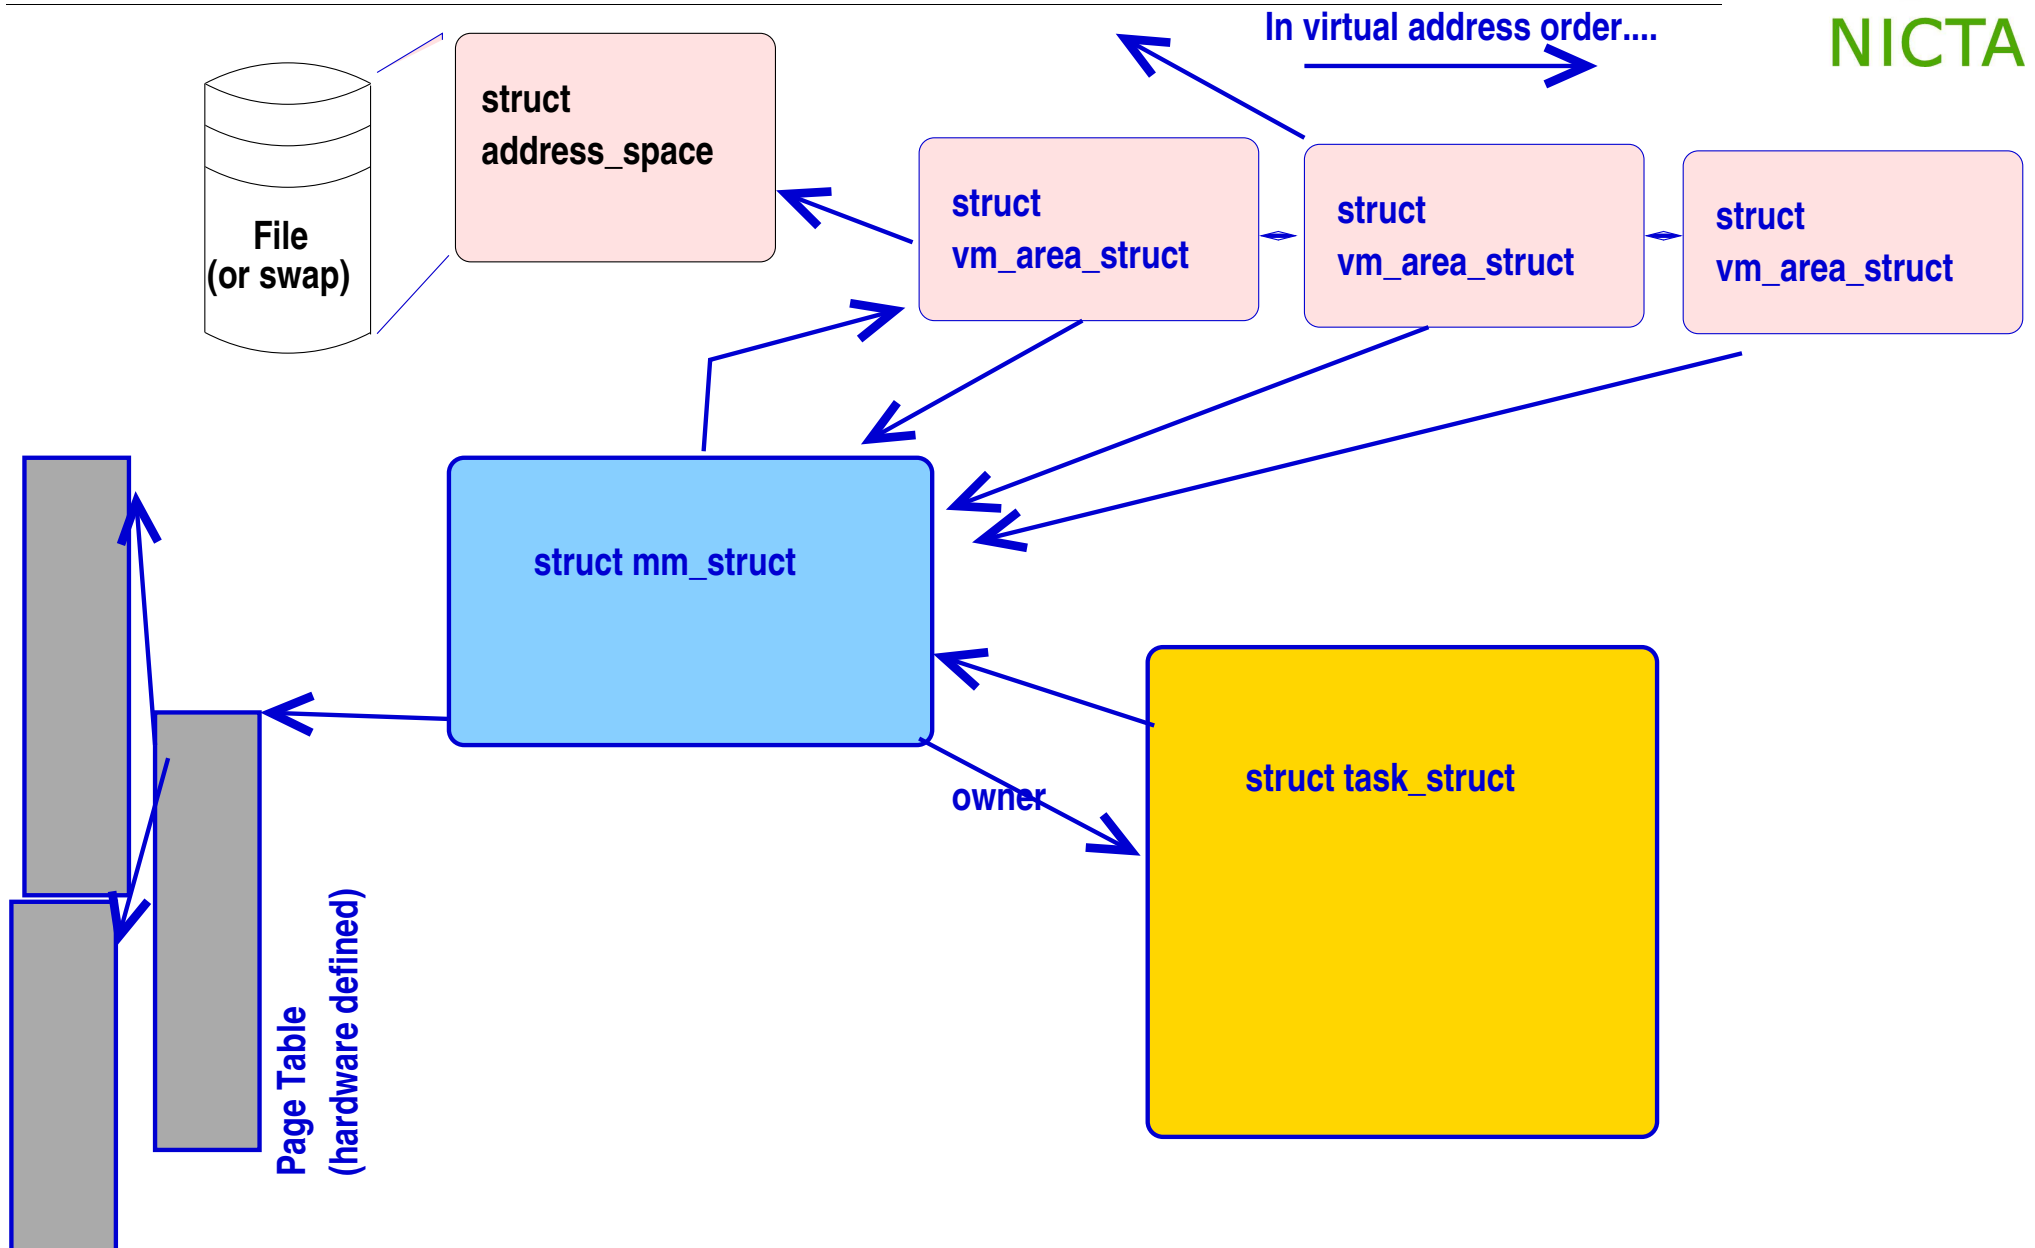 In virtual address order....
NICTA
struct
address_space
File
(or swap)
struct
vm_area_struct
struct
vm_area_struct
struct
vm_area_struct
struct mm_struct
struct task_struct
owner
Page Table
(hardware defined)